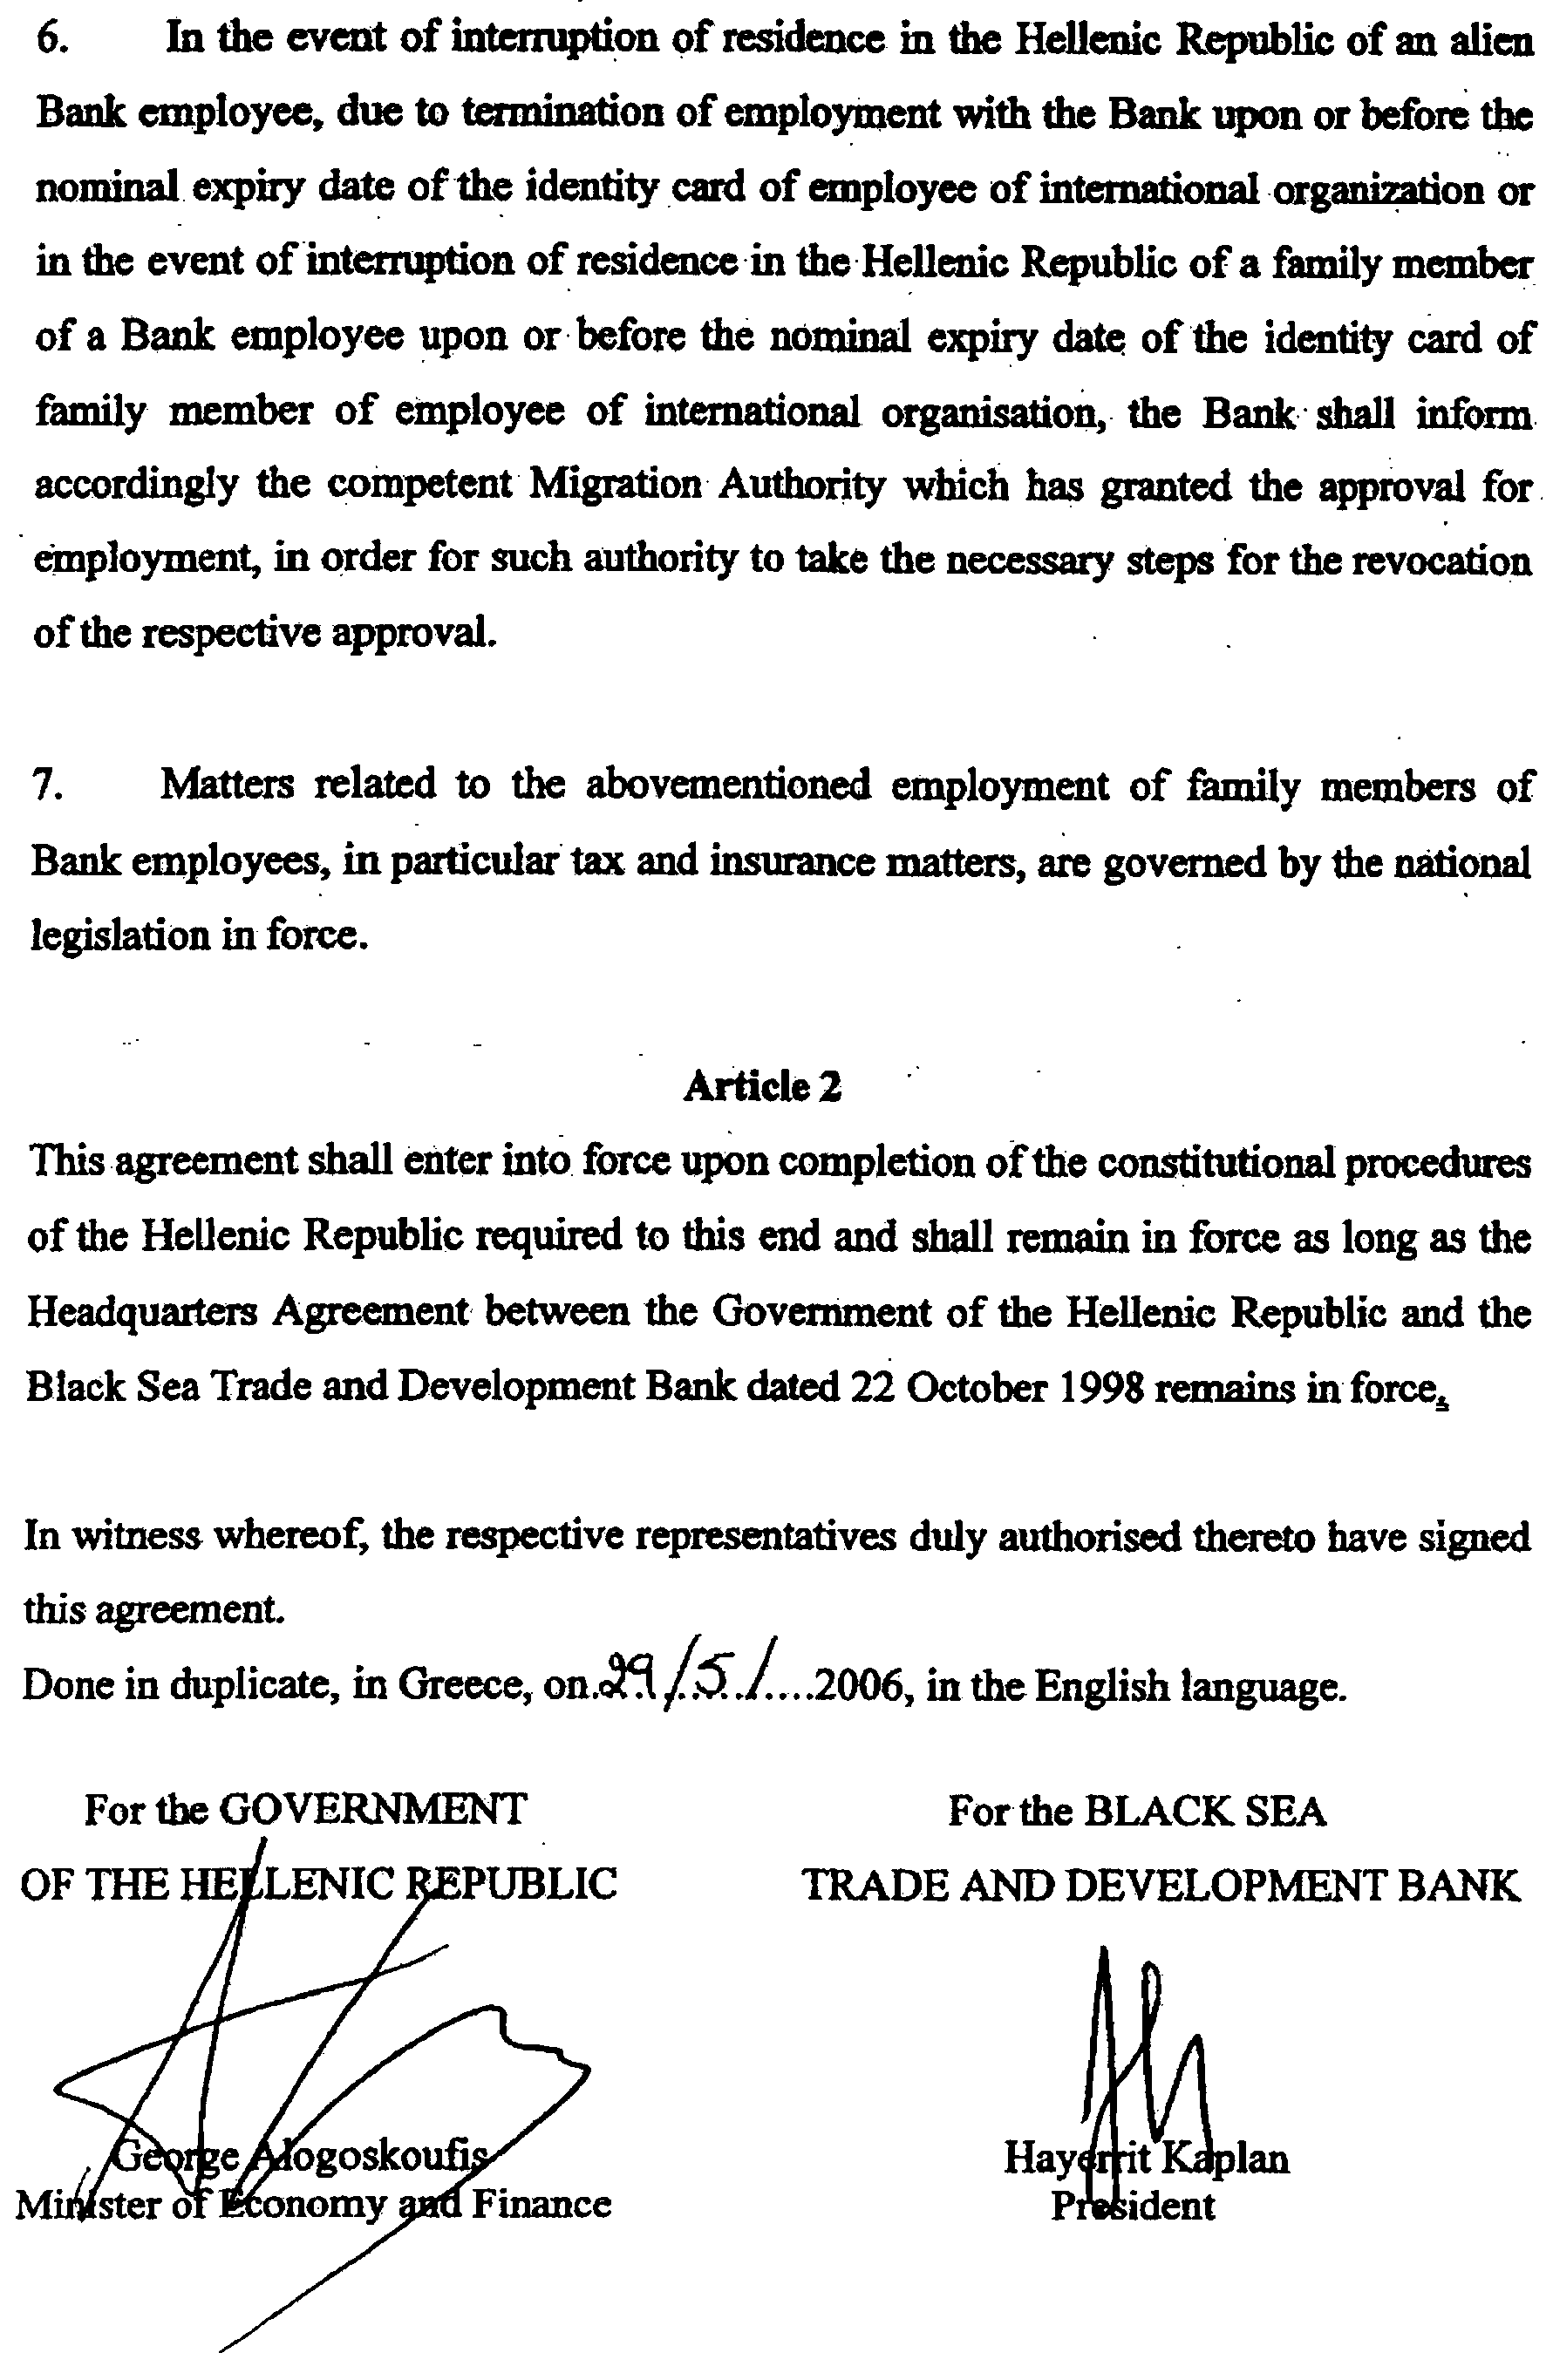 6. In the event of interruption of residence in the Hellenic Republic of an alien
Bank employee, due to termination of employment with the Bank upon or before the
nominal expiry date of the identity card of employee of international organization or
in the event of interruption of residence in the Hellenic Republic of a family member
of a Bank employee upon or before the nominal expiry date of the identity card of
family member of employee of international organisation, the Bank shall inform
accordingly the competent Migration Authority which has granted the approval for
employment, in order for such authority to take the necessary steps for the revocation
of the respective approval.
7. Matters related to the abovementioned employment of family members of
Bank employees, in particular tax and insurance matters, are governed by the national
legislation in force.
Article 2
This agreement shall enter into force upon completion of the constitutional procedures
of the Hellenic Republic required to this end and shall remain in force as long as the
Headquarters Agreement between the Government of the Hellenic Republic and the
Black Sea Trade and Development Bank dated 22 October 1998 remains in force.
In witness whereof, the respective representatives duly authorised thereto have signed
this agreement.
Done in duplicate, in Greece, on.29/5/....2006, in the English language.
For the GOVERNMENT
OF THE HELLENIC REPUBLIC
For the BLACK SEA
TRADE AND DEVELOPMENT BANK
George Alogoskoufis
Minister of Economy and Finance
Hayerrit Kaplan
President